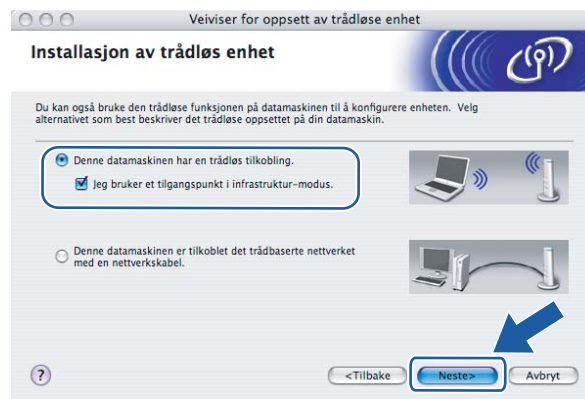 Veiviser for oppsett av trådløse enhet
Installasjon av trådløs enhet
Du kan også bruke den trådløse funksjonen på datamaskinen til å konfigurere enheten. Velg
alternativet som best beskriver det trådløse oppsettet på din datamaskin.
Denne datamaskinen har en trådløs tilkobling.
Jeg bruker et tilgangspunkt i infrastruktur-modus.
Denne datamaskinen er tilkoblet det trådbaserte nettverket
med en nettverkskabel.
?
<Tilbake
Neste>
Avbryt